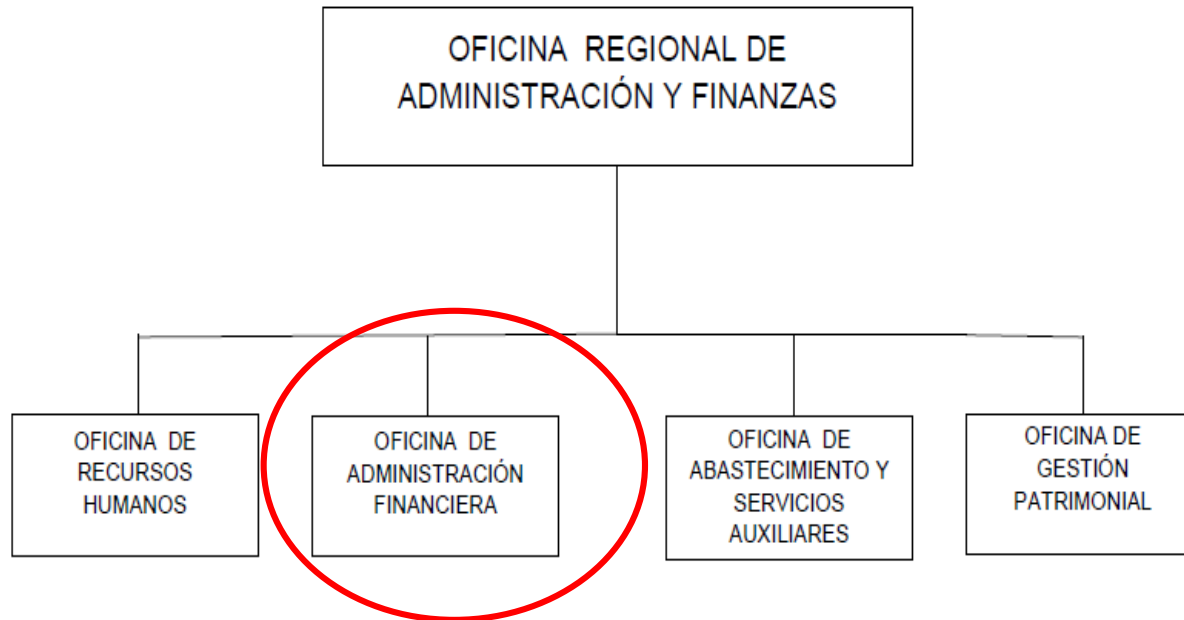 OFICINA REGIONAL DE
ADMINISTRACIÓN Y FINANZAS
OFICINA DE
RECURSOS
HUMANOS
OFICINA DE
ADMINISTRACIÓN
FINANCIERA
OFICINA DE
ABASTECIMIENTO Y
SERVICIOS
AUXILIARES
OFICINA DE
GESTIÓN
PATRIMONIAL